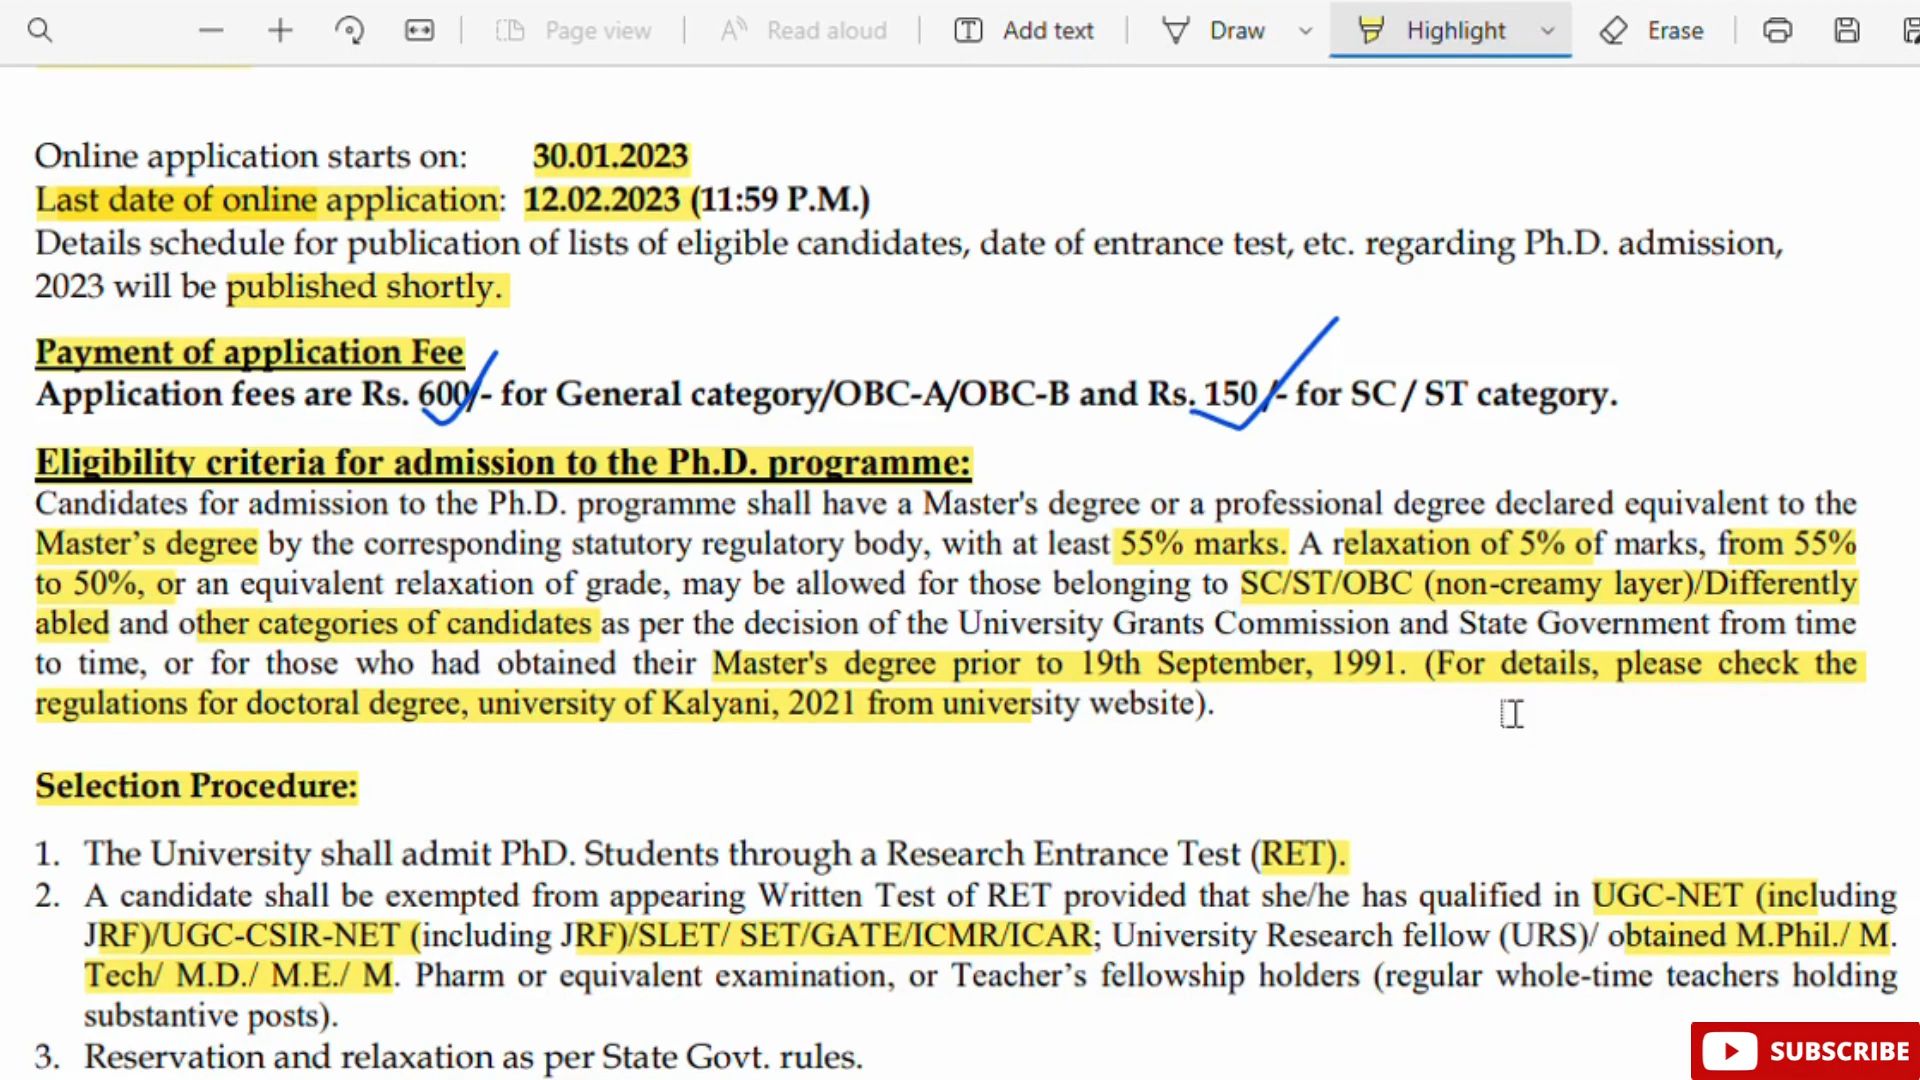 Page view Read aloud Add text Draw Highlight Erase
Online application starts on: 30.01.2023
Last date of online application: 12.02.2023 (11:59 P.M.)
Details schedule for publication of lists of eligible candidates, date of entrance test, etc. regarding Ph.D. admission,
2023 will be published shortly.
Payment of application Fee
Application fees are Rs. 600/- for General category/OBC-A/OBC-B and Rs. 150/- for SC / ST category.
Eligibility criteria for admission to the Ph.D. programme:
Candidates for admission to the Ph.D. programme shall have a Master's degree or a professional degree declared equivalent to the
Master’s degree by the corresponding statutory regulatory body, with at least 55% marks. A relaxation of 5% of marks, from 55%
to 50%, or an equivalent relaxation of grade, may be allowed for those belonging to SC/ST/OBC (non-creamy layer)/Differently
abled and other categories of candidates as per the decision of the University Grants Commission and State Government from time
to time, or for those who had obtained their Master's degree prior to 19th September, 1991. (For details, please check the
regulations for doctoral degree, university of Kalyani, 2021 from university website).
Selection Procedure:
1. The University shall admit PhD. Students through a Research Entrance Test (RET).
2. A candidate shall be exempted from appearing Written Test of RET provided that she/he has qualified in UGC-NET (including
JRF)/UGC-CSIR-NET (including JRF)/SLET/ SET/GATE/ICMR/ICAR; University Research fellow (URS)/ obtained M.Phil./ M.
Tech/ M.D./ M.E./ M. Pharm or equivalent examination, or Teacher’s fellowship holders (regular whole-time teachers holding
substantive posts).
3. Reservation and relaxation as per State Govt. rules.
SUBSCRIBE